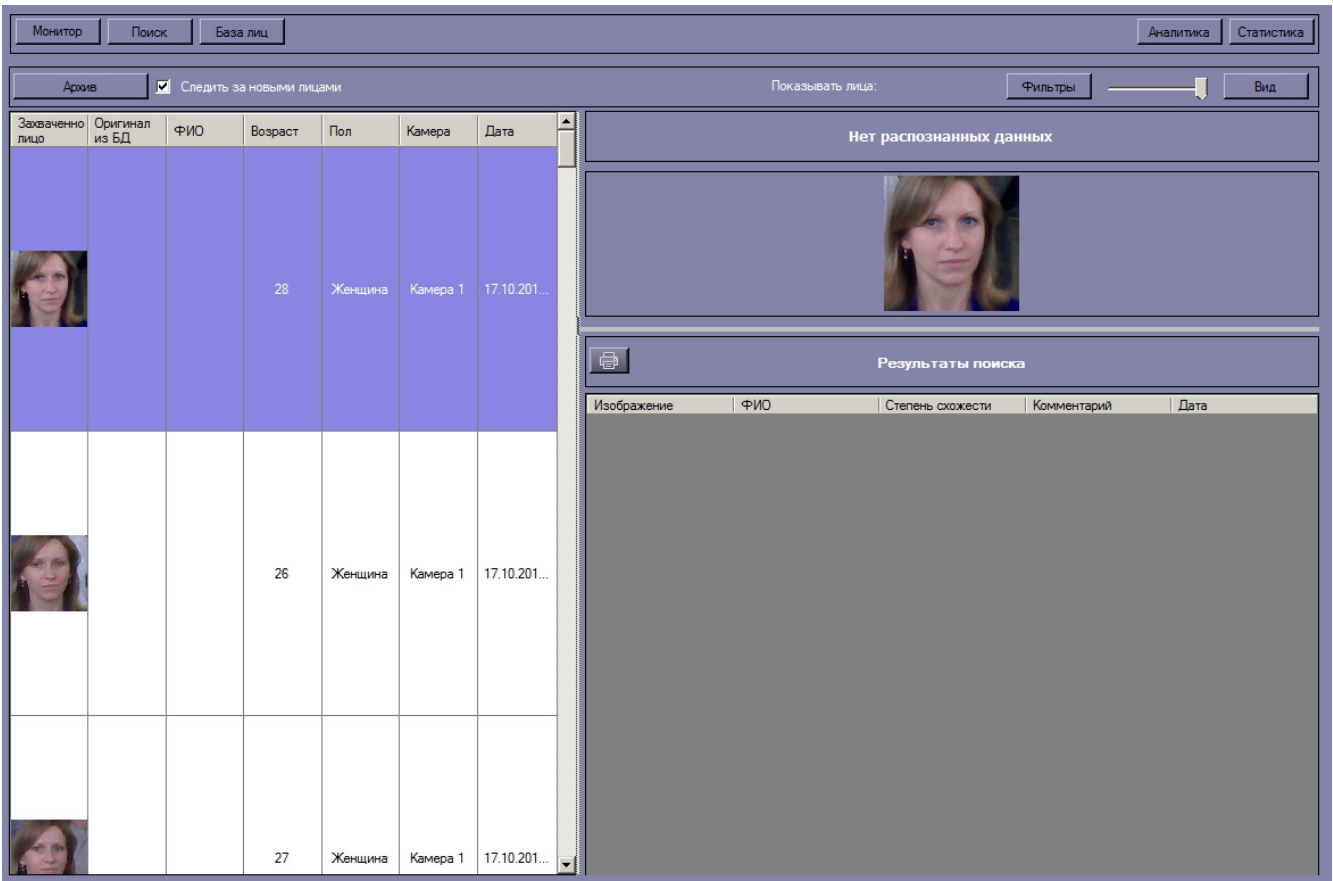 Монитор Поиск База лиц Аналитика Статистика
Архив Следить за новыми лицами Показывать лица: Фильтры Вид
Захваченно лицо Оригинал из БД ФИО Возраст Пол Камера Дата
Нет распознанных данных
28 Женщина Камера 1 17.10.201...
Результаты поиска
Изображение ФИО Степень схожести Комментарий Дата
26 Женщина Камера 1 17.10.201...
27 Женщина Камера 1 17.10.201...